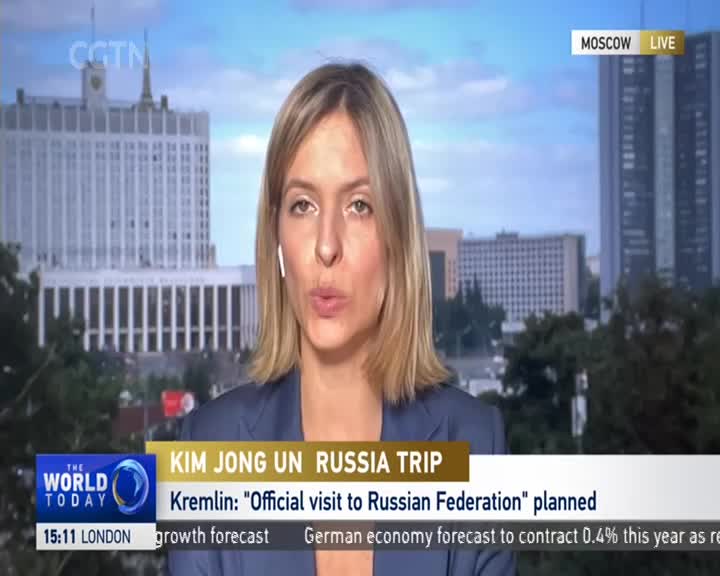 CGTN
MOSCOW LIVE
KIM JONG UN RUSSIA TRIP
THE
WORLD
TODAY
Kremlin: "Official visit to Russian Federation" planned
15:11 LONDON
growth forecast German economy forecast to contract 0.4% this year as re